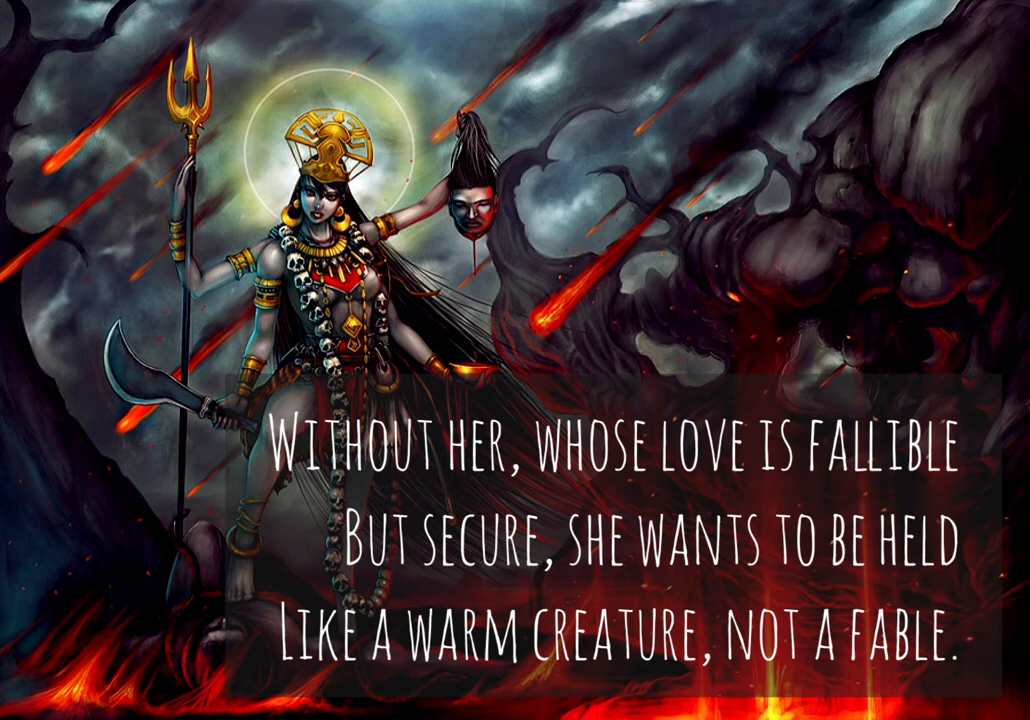 Without her, whose love is fallible
But secure, she wants to be held
Like a warm creature, not a fable.